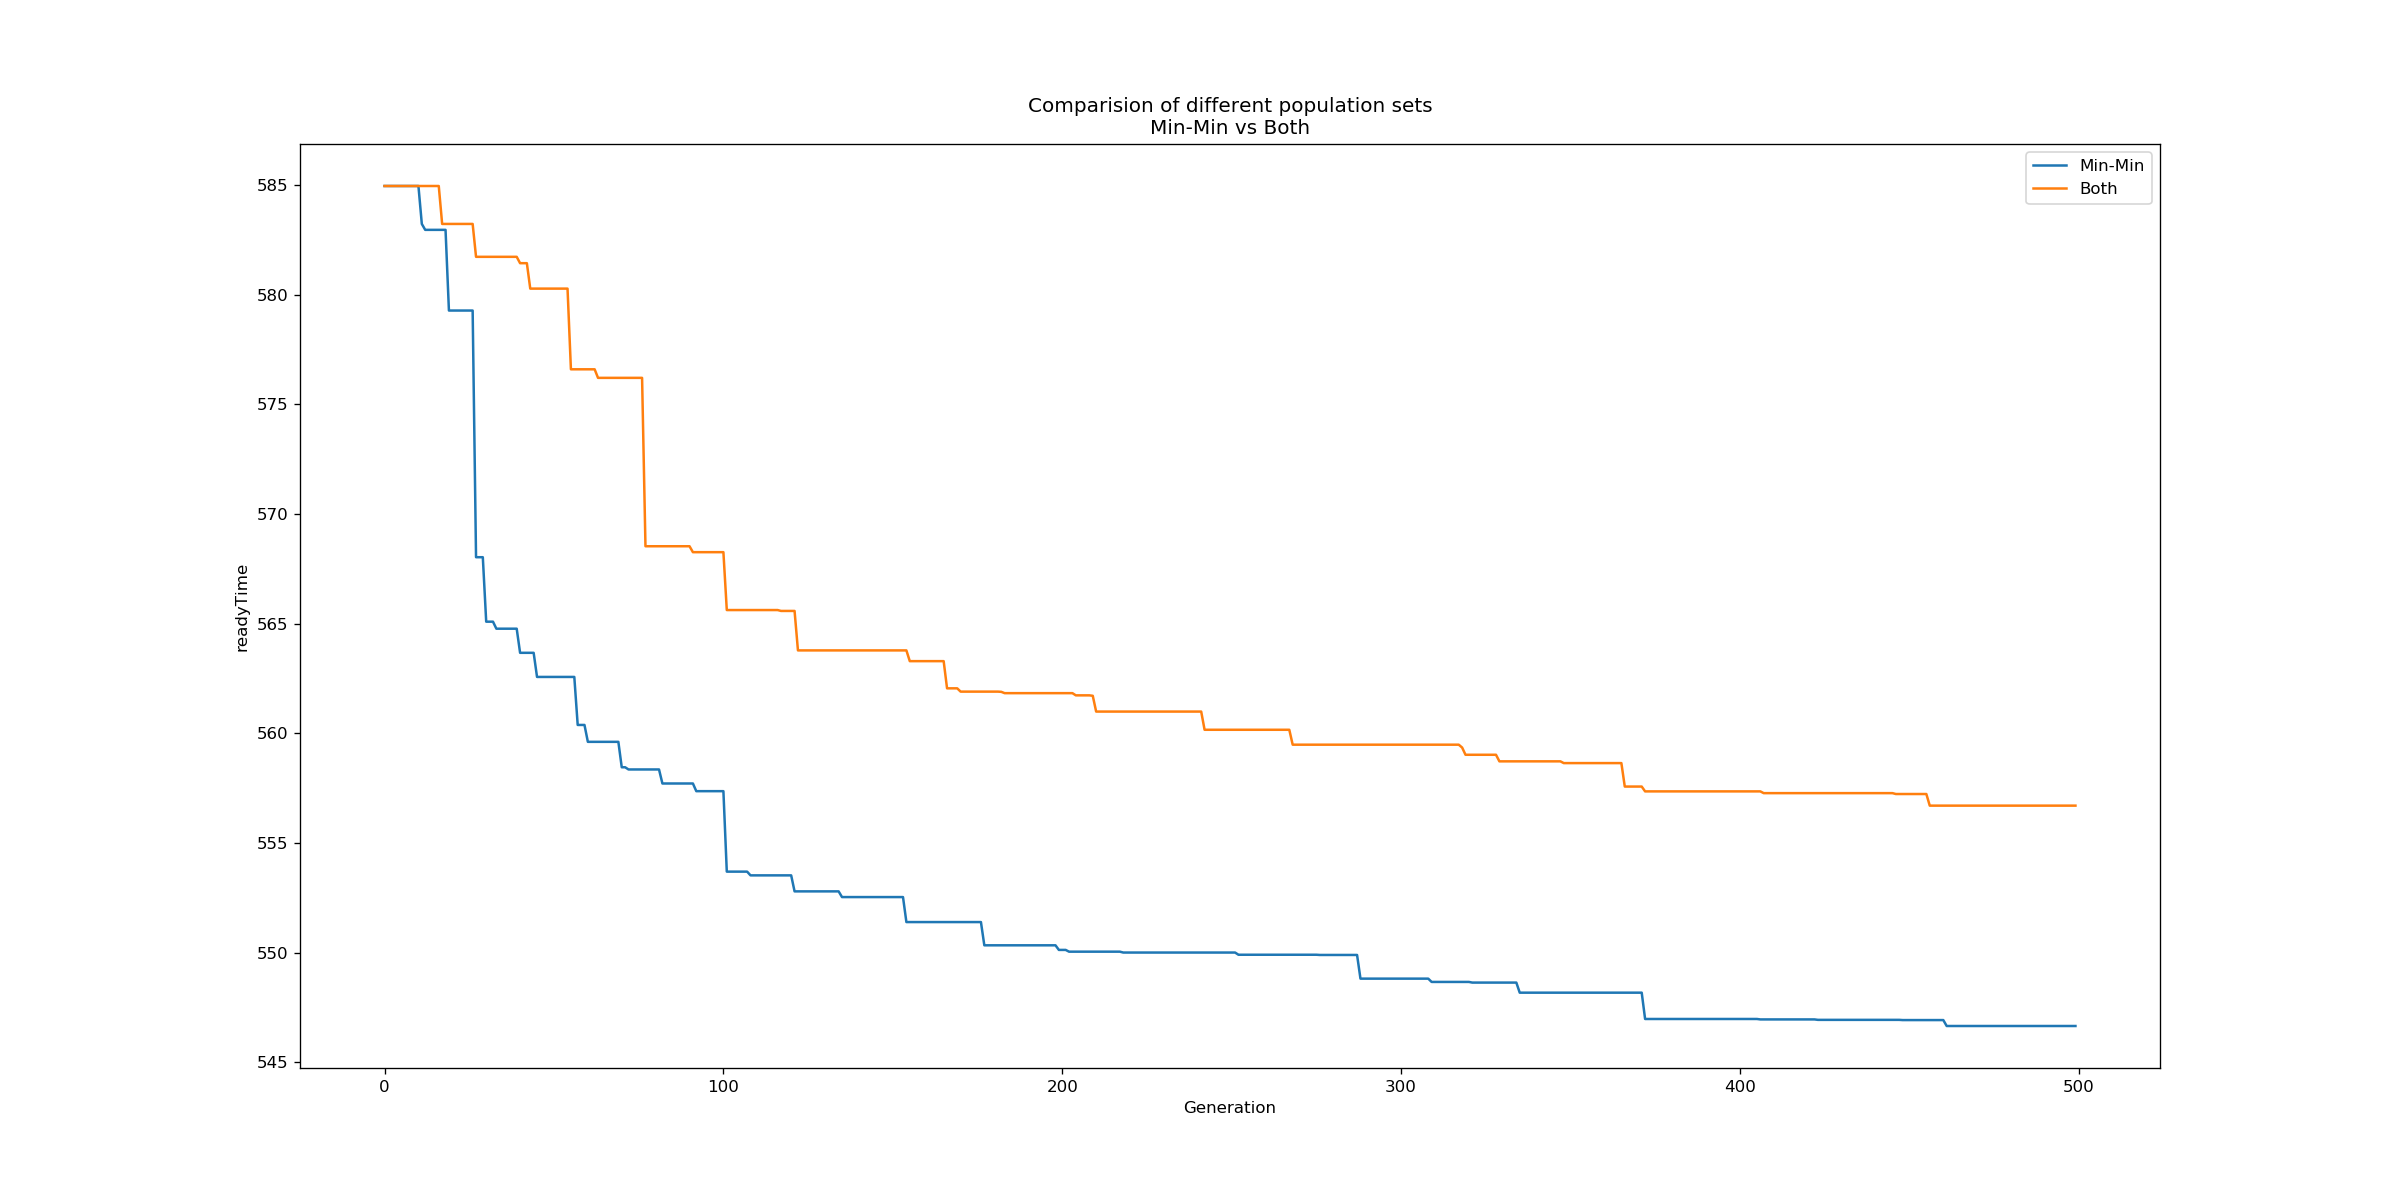 Comparision of different population sets
Min-Min vs Both
Min-Min
Both
readyTime
585
580
575
570
565
560
555
550
545
0 100 200 300 400 500
Generation